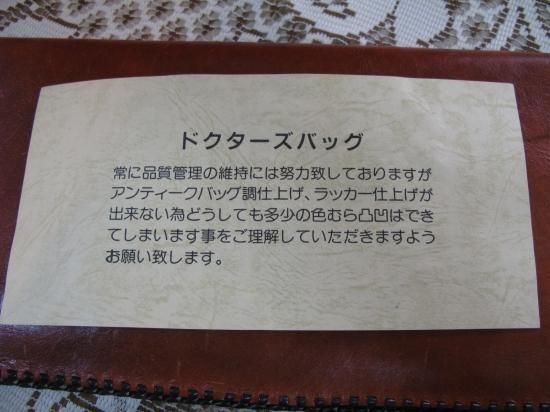 ドクターズバッグ
常に品質管理の維持には努力致しておりますが
アンティークバッグ調仕上げ、ラッカー仕上げが
出来ない為どうしても多少の色むら凸凹はでき
てしまいます事をご理解していただきますよう
お願い致します。